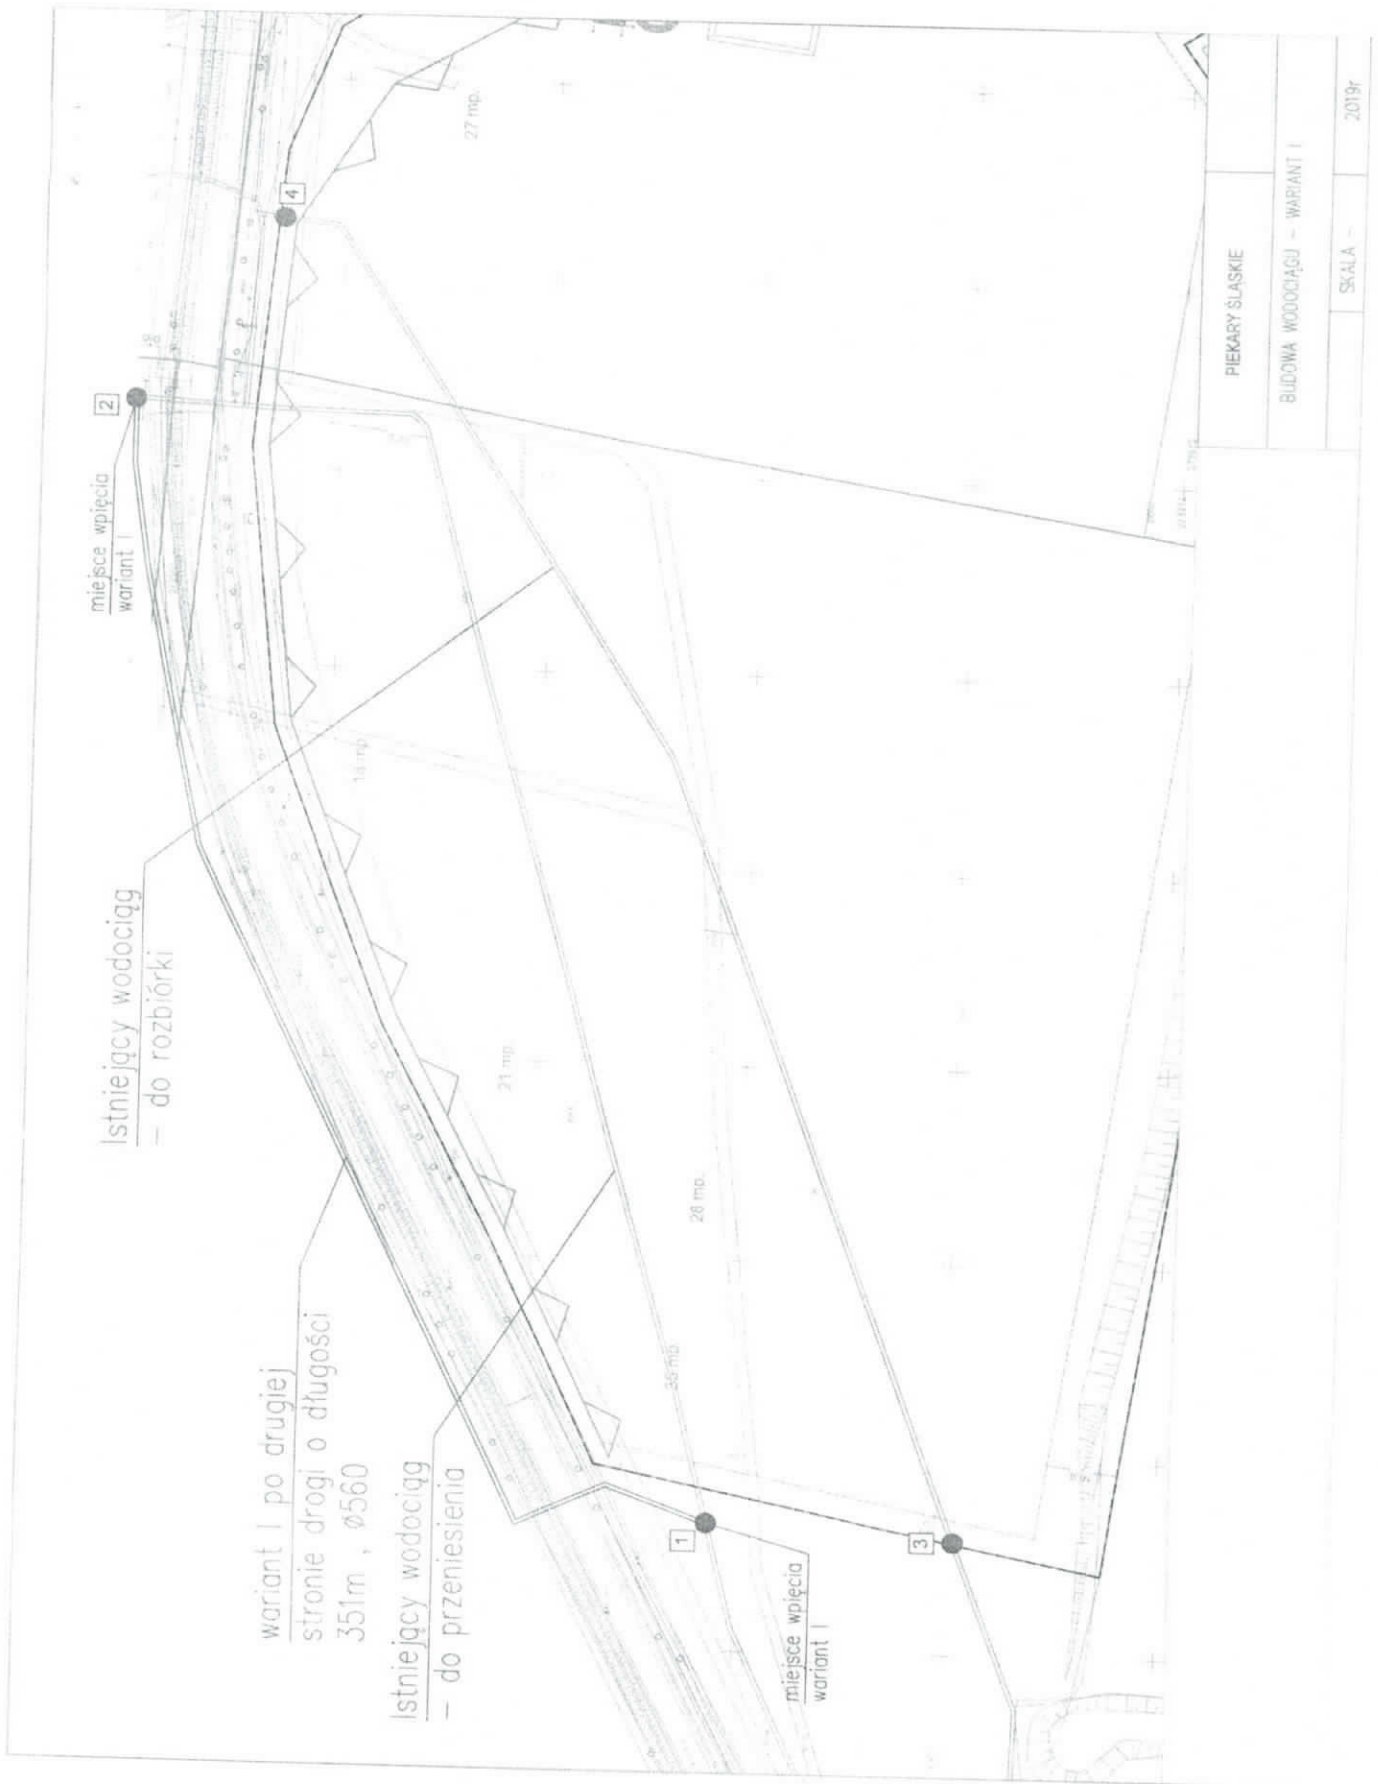 miejsce wpięcia
wariant I
2
4
27 mp.
Istniejący wodociąg
– do rozbiórki
18 mp.
21 mp.
28 mp.
35 mp.
wariant I po drugiej
stronie drogi o długości
351m , ø560
Istniejący wodociąg
– do przeniesienia
1
3
miejsce wpięcia
wariant I
PIEKARY ŚLĄSKIE
BUDOWA WODOCIĄGU – WARIANT I
SKALA –
2019r